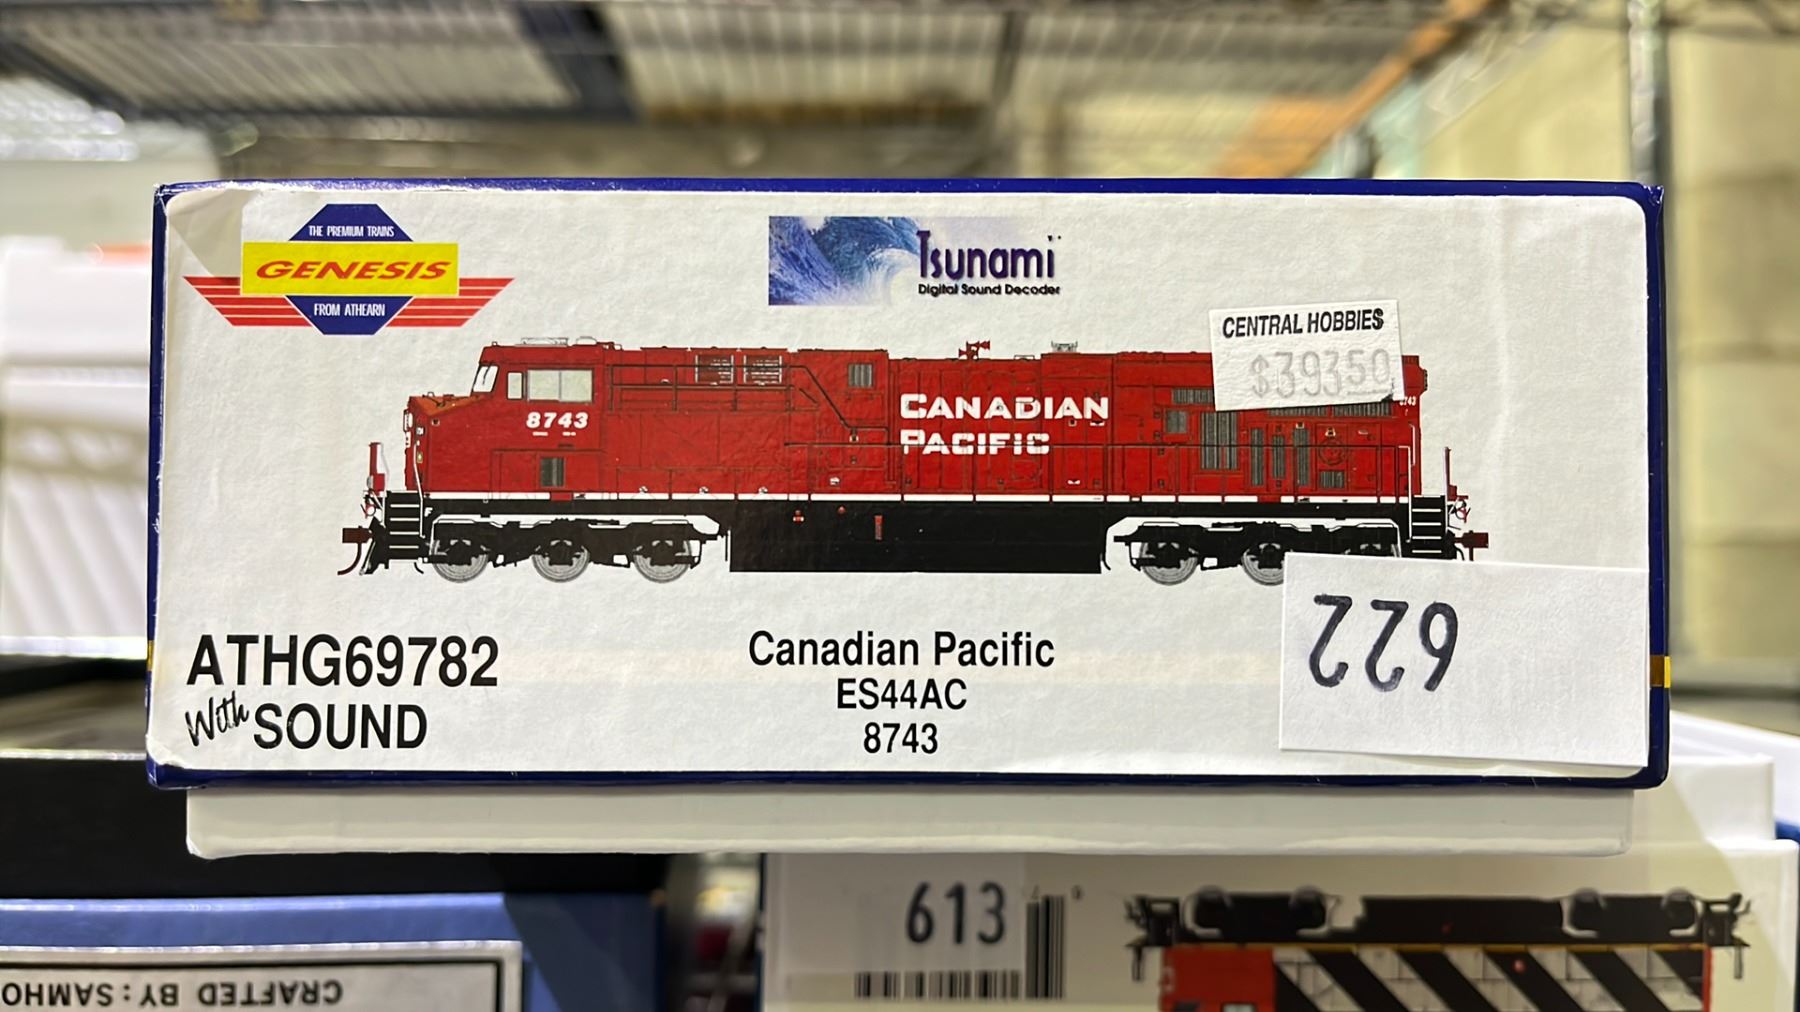 THE PREMIUM TRAINS
GENESIS
FROM ATHEARN
Tsunami
Digital Sound Decoder
CENTRAL HOBBIES
$393.50
8743
CANADIAN
PACIFIC
8743
ATHG69782
With SOUND
Canadian Pacific
ES44AC
8743
622
613
CRAFTED BY: SAMHO